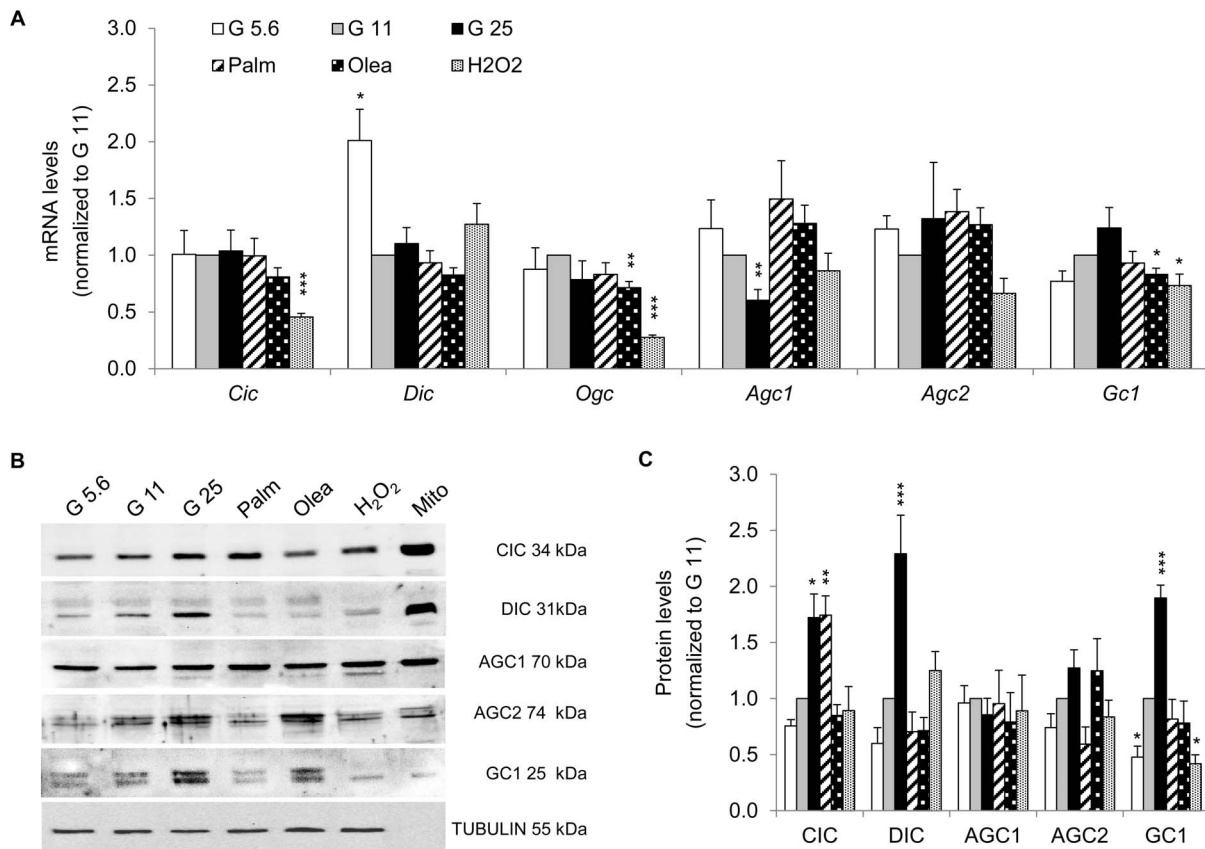 A
mRNA levels
(normalized to G 11)
3.0
2.5
2.0
1.5
1.0
0.5
0.0
G 5.6
G 11
G 25
Palm
Olea
H2O2
***
*
**
***
**
*
*
Cic
Dic
Ogc
Agc1
Agc2
Gc1
B
G 5.6
G 11
G 25
Palm
Olea
H₂O₂
Mito
CIC 34 kDa
DIC 31kDa
AGC1 70 kDa
AGC2 74 kDa
GC1 25 kDa
TUBULIN 55 kDa
C
Protein levels
(normalized to G 11)
3.0
2.5
2.0
1.5
1.0
0.5
0.0
*
**
***
*
***
*
CIC
DIC
AGC1
AGC2
GC1